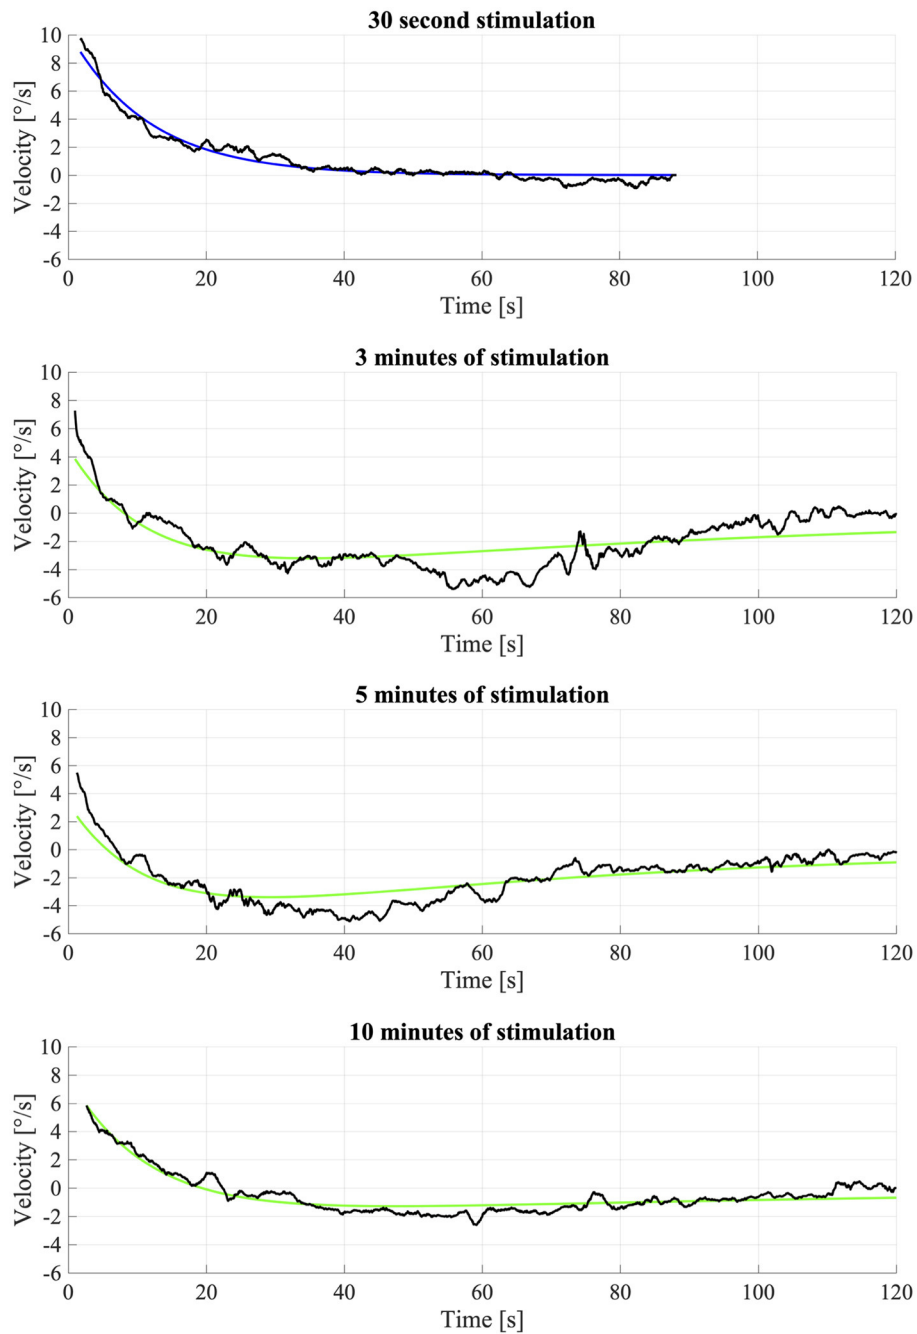 30 second stimulation
10
8
6
4
2
0
-2
-4
-6
Velocity [°/s]
0 20 40 60 80 100 120
Time [s]
3 minutes of stimulation
10
8
6
4
2
0
-2
-4
-6
Velocity [°/s]
0 20 40 60 80 100 120
Time [s]
5 minutes of stimulation
10
8
6
4
2
0
-2
-4
-6
Velocity [°/s]
0 20 40 60 80 100 120
Time [s]
10 minutes of stimulation
10
8
6
4
2
0
-2
-4
-6
Velocity [°/s]
0 20 40 60 80 100 120
Time [s]